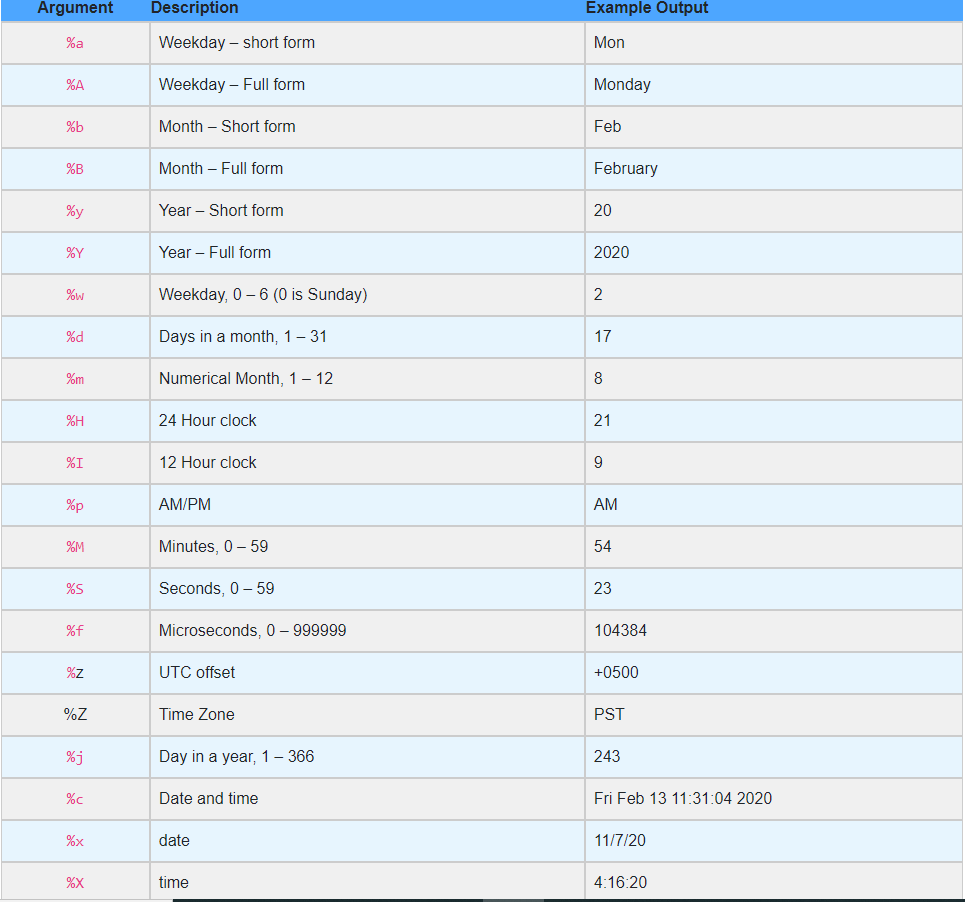 Argument Description Example Output
%a Weekday – short form Mon
%A Weekday – Full form Monday
%b Month – Short form Feb
%B Month – Full form February
%y Year – Short form 20
%Y Year – Full form 2020
%w Weekday, 0 – 6 (0 is Sunday) 2
%d Days in a month, 1 – 31 17
%m Numerical Month, 1 – 12 8
%H 24 Hour clock 21
%I 12 Hour clock 9
%p AM/PM AM
%M Minutes, 0 – 59 54
%S Seconds, 0 – 59 23
%f Microseconds, 0 – 999999 104384
%z UTC offset +0500
%Z Time Zone PST
%j Day in a year, 1 – 366 243
%c Date and time Fri Feb 13 11:31:04 2020
%x date 11/7/20
%X time 4:16:20